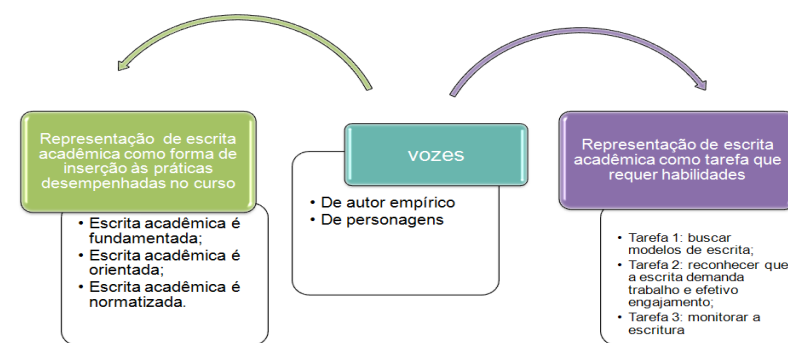 Representação de escrita
acadêmica como forma de
inserção às práticas
desempenhadas no curso
• Escrita acadêmica é
fundamentada;
• Escrita acadêmica é
orientada;
• Escrita acadêmica é
normatizada.
vozes
• De autor empírico
• De personagens
Representação de escrita
acadêmica como tarefa que
requer habilidades
• Tarefa 1: buscar
modelos de escrita;
• Tarefa 2: reconhecer que
a escrita demanda
trabalho e efetivo
engajamento;
• Tarefa 3: monitorar a
escritura